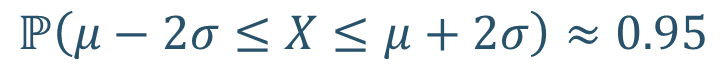 ℙ(𝜇 − 2𝜎 ≤ 𝑋 ≤ 𝜇 + 2𝜎) ≈ 0.95